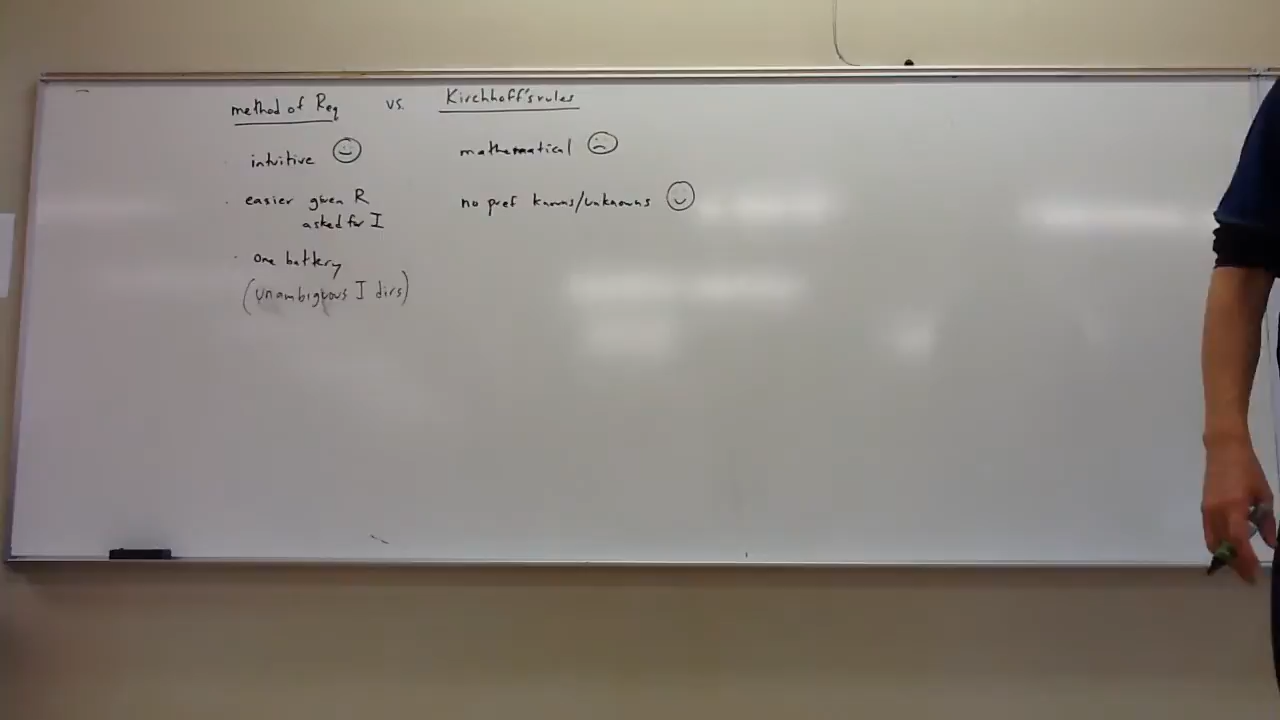 method of Req vs. Kirchhoff's rules
intuitive mathematical
easier given R no pref knowns/unknowns
asked for I
one battery
(unambiguous I dirs)